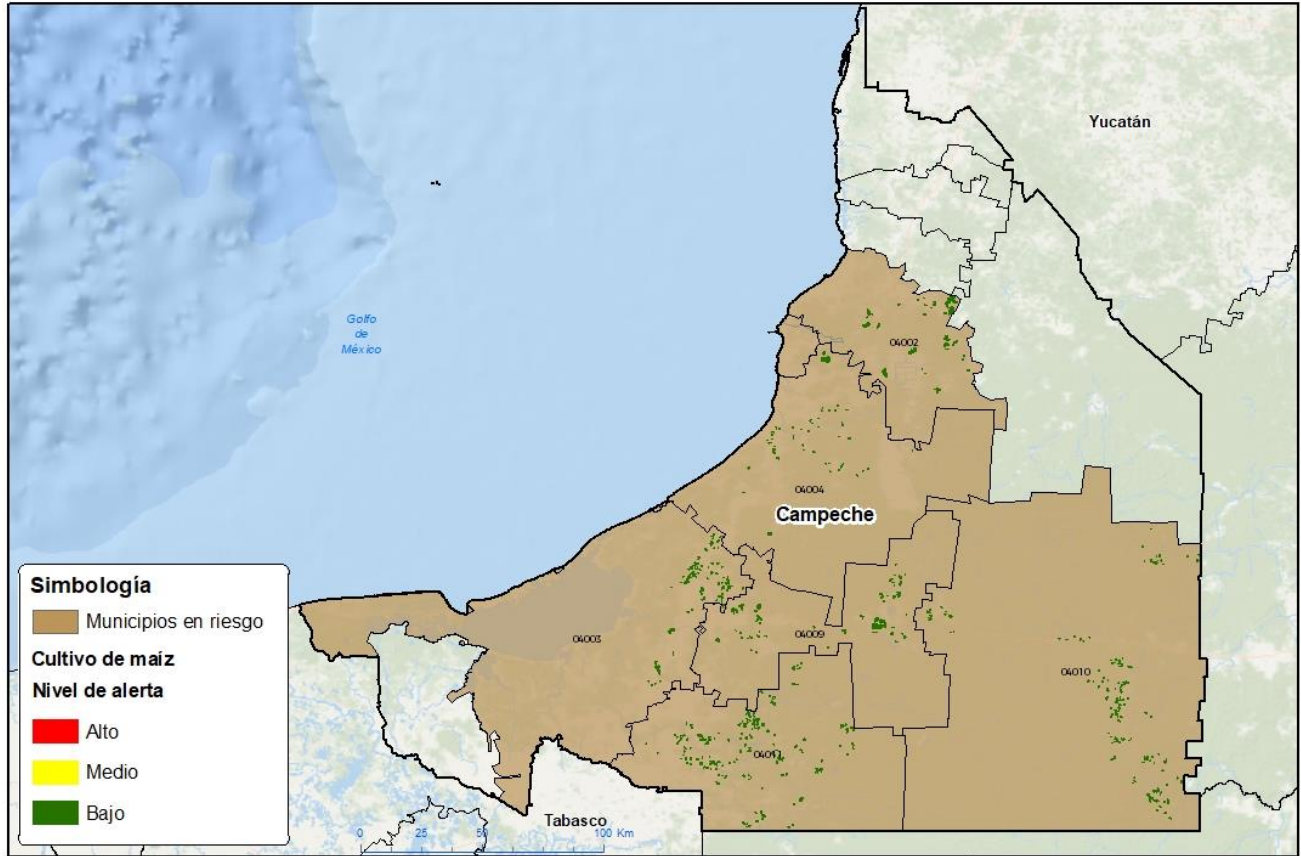 Yucatán
Golfo
de
México
04002
04004
Campeche
04003
04009
04010
04011
Tabasco
Simbología
Municipios en riesgo
Cultivo de maíz
Nivel de alerta
Alto
Medio
Bajo
0 25 50 100 Km